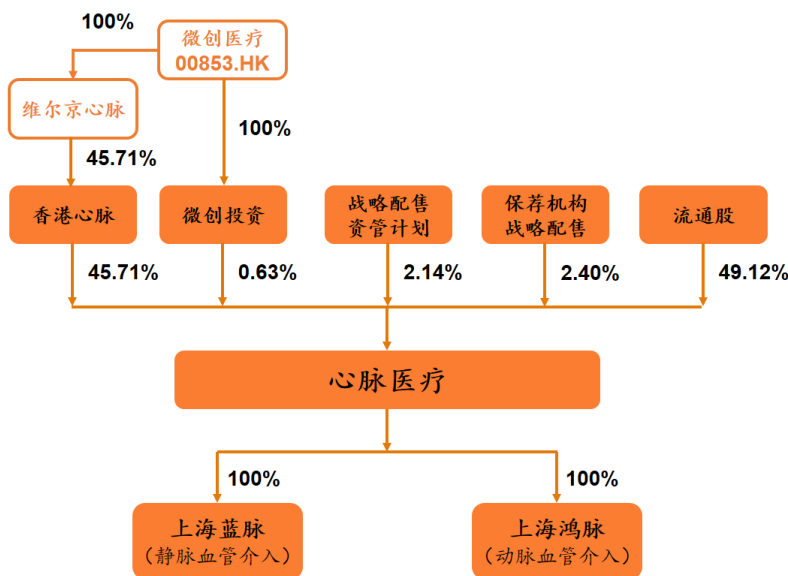 100%
微创医疗
00853.HK
维尔京心脉
100%
45.71%
香港心脉
微创投资
战略配售
资管计划
保荐机构
战略配售
流通股
45.71%
0.63%
2.14%
2.40%
49.12%
心脉医疗
100%
100%
上海蓝脉
（静脉血管介入）
上海鸿脉
（动脉血管介入）